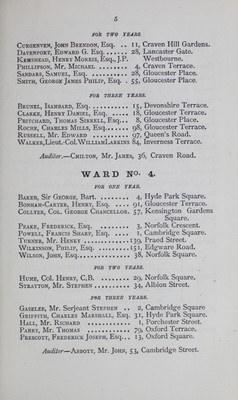 5
FOR TWO YEARS.
CURGENVEN, JOHN BRENDON, Esq. .. 11, Craven Hill Gardens.
DAVENPORT, EDWARD G. Esq....... 28, Lancaster Gate.
KEMSHEAD, HENRY MORRIS, Esq., J.P. Westbourne.
PHILLIPSON, MR. MICHAEL ........ 4, Craven Terrace.
SANDARS, SAMUEL, Esq. .......... 28, Gloucester Place.
SMITH, GEORGE JAMES PHILIP, Esq. . 55, Gloucester Place.
FOR THREE YEARS.
BRUNEL, ISAMBARD, Esq. ......... 15, Devonshire Terrace.
CLARKE, HENRY DANIEL, Esq. ..... 18, Gloucester Terrace.
PRITCHARD, THOMAS SIRRELL, Esq... 8, Gloucester Place.
ROCHE, CHARLES MILLS, Esq....... 98, Gloucester Terrace.
RUSSELL, MR. EDWARD ........... 97, Queen's Road.
WALKER, Lieut.-Col. WILLIAM LARKINS 84, Inverness Terrace.
Auditor.—CHILTON, MR. JAMES, 36, Craven Road.
WARD No. 4.
FOR ONE YEAR.
BAKER, SIR GEORGE, Bart. ........ 4, Hyde Park Square.
BONHAM-CARTER, HENRY, Esq. .... 91, Gloucester Terrace.
COLLYER, COL. GEORGE CHANCELLOR. 57, Kensington Gardens
Square.
PEAKE, FREDERICK, Esq. .......... 3, Norfolk Crescent.
POWELL, FRANCIS SHARP, Esq. .... 1, Cambridge Square.
TURNER, MR. HENRY .............139, Praed Street.
WILKINSON, PHILIP, Esq. .........151, Edgware Road.
WILSON, JOHN, Esq............... 38, Norfolk Square.
FOR TWO YEARS.
HUME, COL. HENRY, C.B. ........ 29, Norfolk Square.
STRATTON, MR. STEPHEN .......... 34, Albion Street.
FOR THREE YEARS.
GASELEE, MR. SERJEANT STEPHEN .. 2, Cambridge Square
GRIFFITH, CHARLES MARSHALL, Esq. 31, Hyde Park Square.
HALL, MR. RICHARD .............. 1, Porchester Street.
PARRY, MR. THOMAS .............. 79, Oxford Terrace.
PRESCOTT, FREDERICK JOSEPH, Esq... 13, Oxford Square.
Auditor—ABBOTT, MR. JOHN, 53, Cambridge Street.